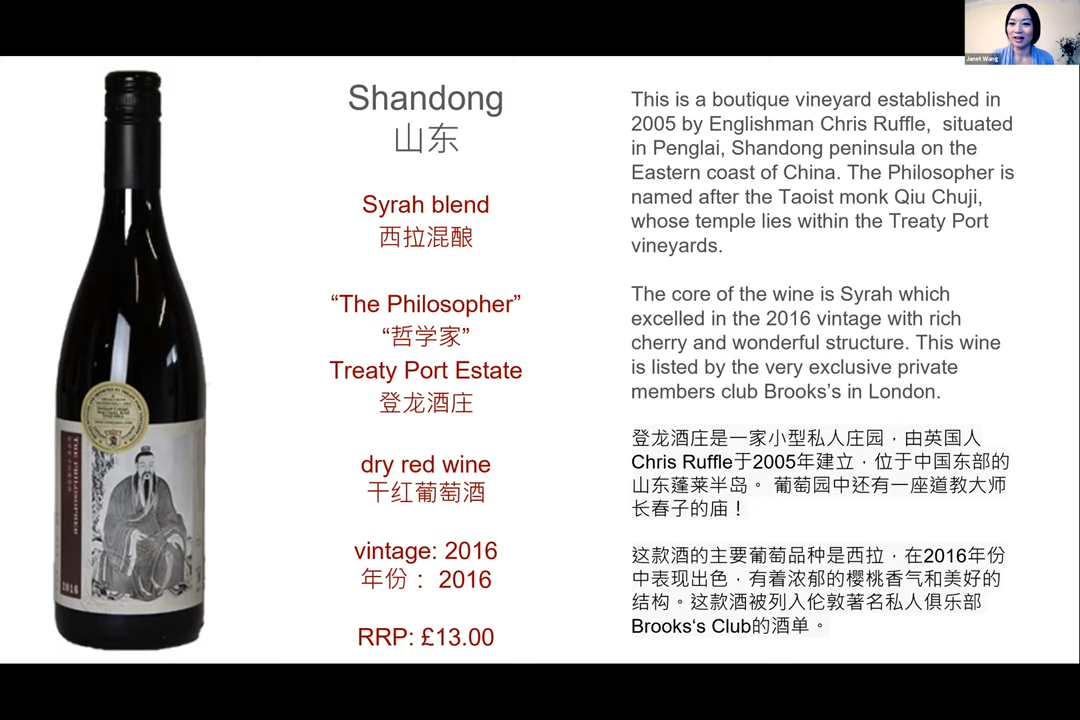 Janet Wang
Shandong
山东
Syrah blend
西拉混酿
“The Philosopher”
“哲学家”
Treaty Port Estate
登龙酒庄
dry red wine
干红葡萄酒
vintage: 2016
年份： 2016
RRP: £13.00
This is a boutique vineyard established in
2005 by Englishman Chris Ruffle, situated
in Penglai, Shandong peninsula on the
Eastern coast of China. The Philosopher is
named after the Taoist monk Qiu Chuji,
whose temple lies within the Treaty Port
vineyards.
The core of the wine is Syrah which
excelled in the 2016 vintage with rich
cherry and wonderful structure. This wine
is listed by the very exclusive private
members club Brooks’s in London.
登龙酒庄是一家小型私人庄园，由英国人
Chris Ruffle于2005年建立，位于中国东部的
山东蓬莱半岛。 葡萄园中还有一座道教大师
长春子的庙！
这款酒的主要葡萄品种是西拉，在2016年份
中表现出色，有着浓郁的樱桃香气和美好的
结构。这款酒被列入伦敦著名私人俱乐部
Brooks‘s Club的酒单。
THE PHILOSOPHER
2016